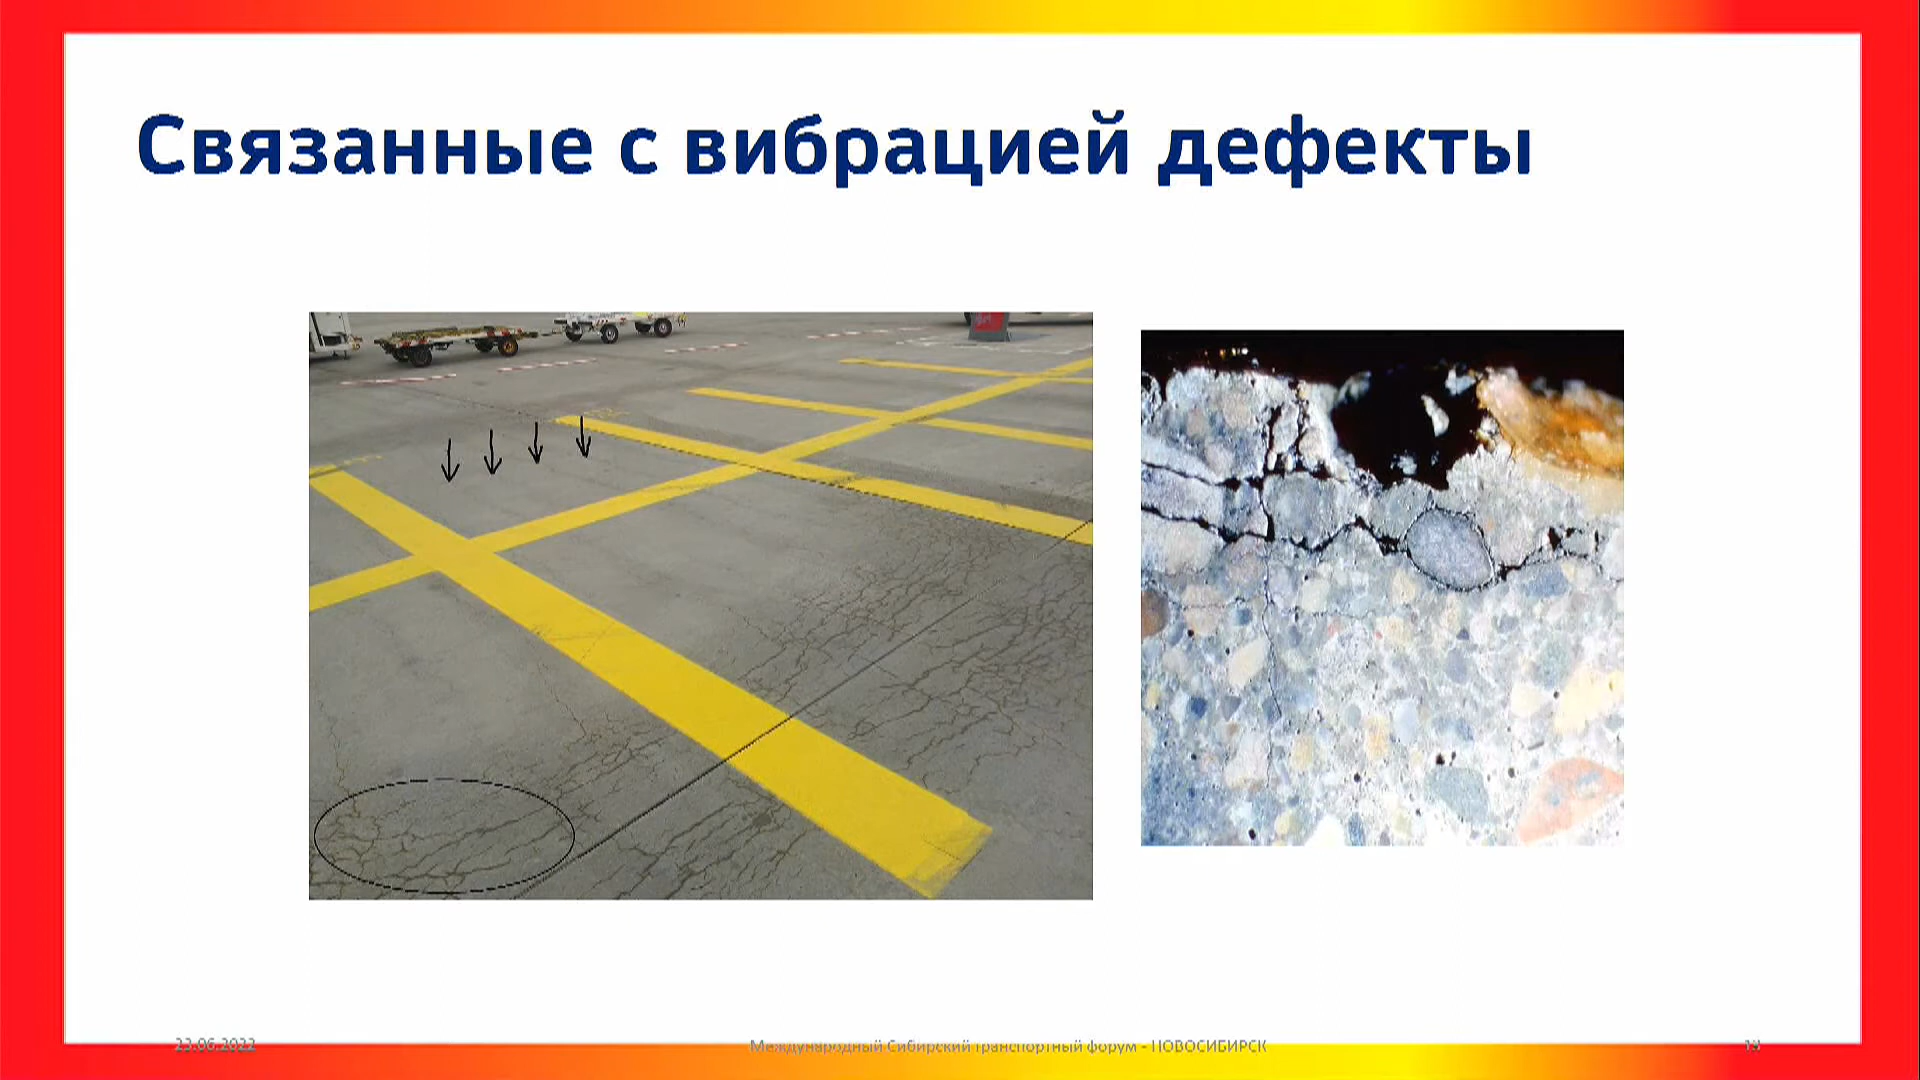 Связанные с вибрацией дефекты
23.06.2022
Международный Сибирский транспортный форум - НОВОСИБИРСК